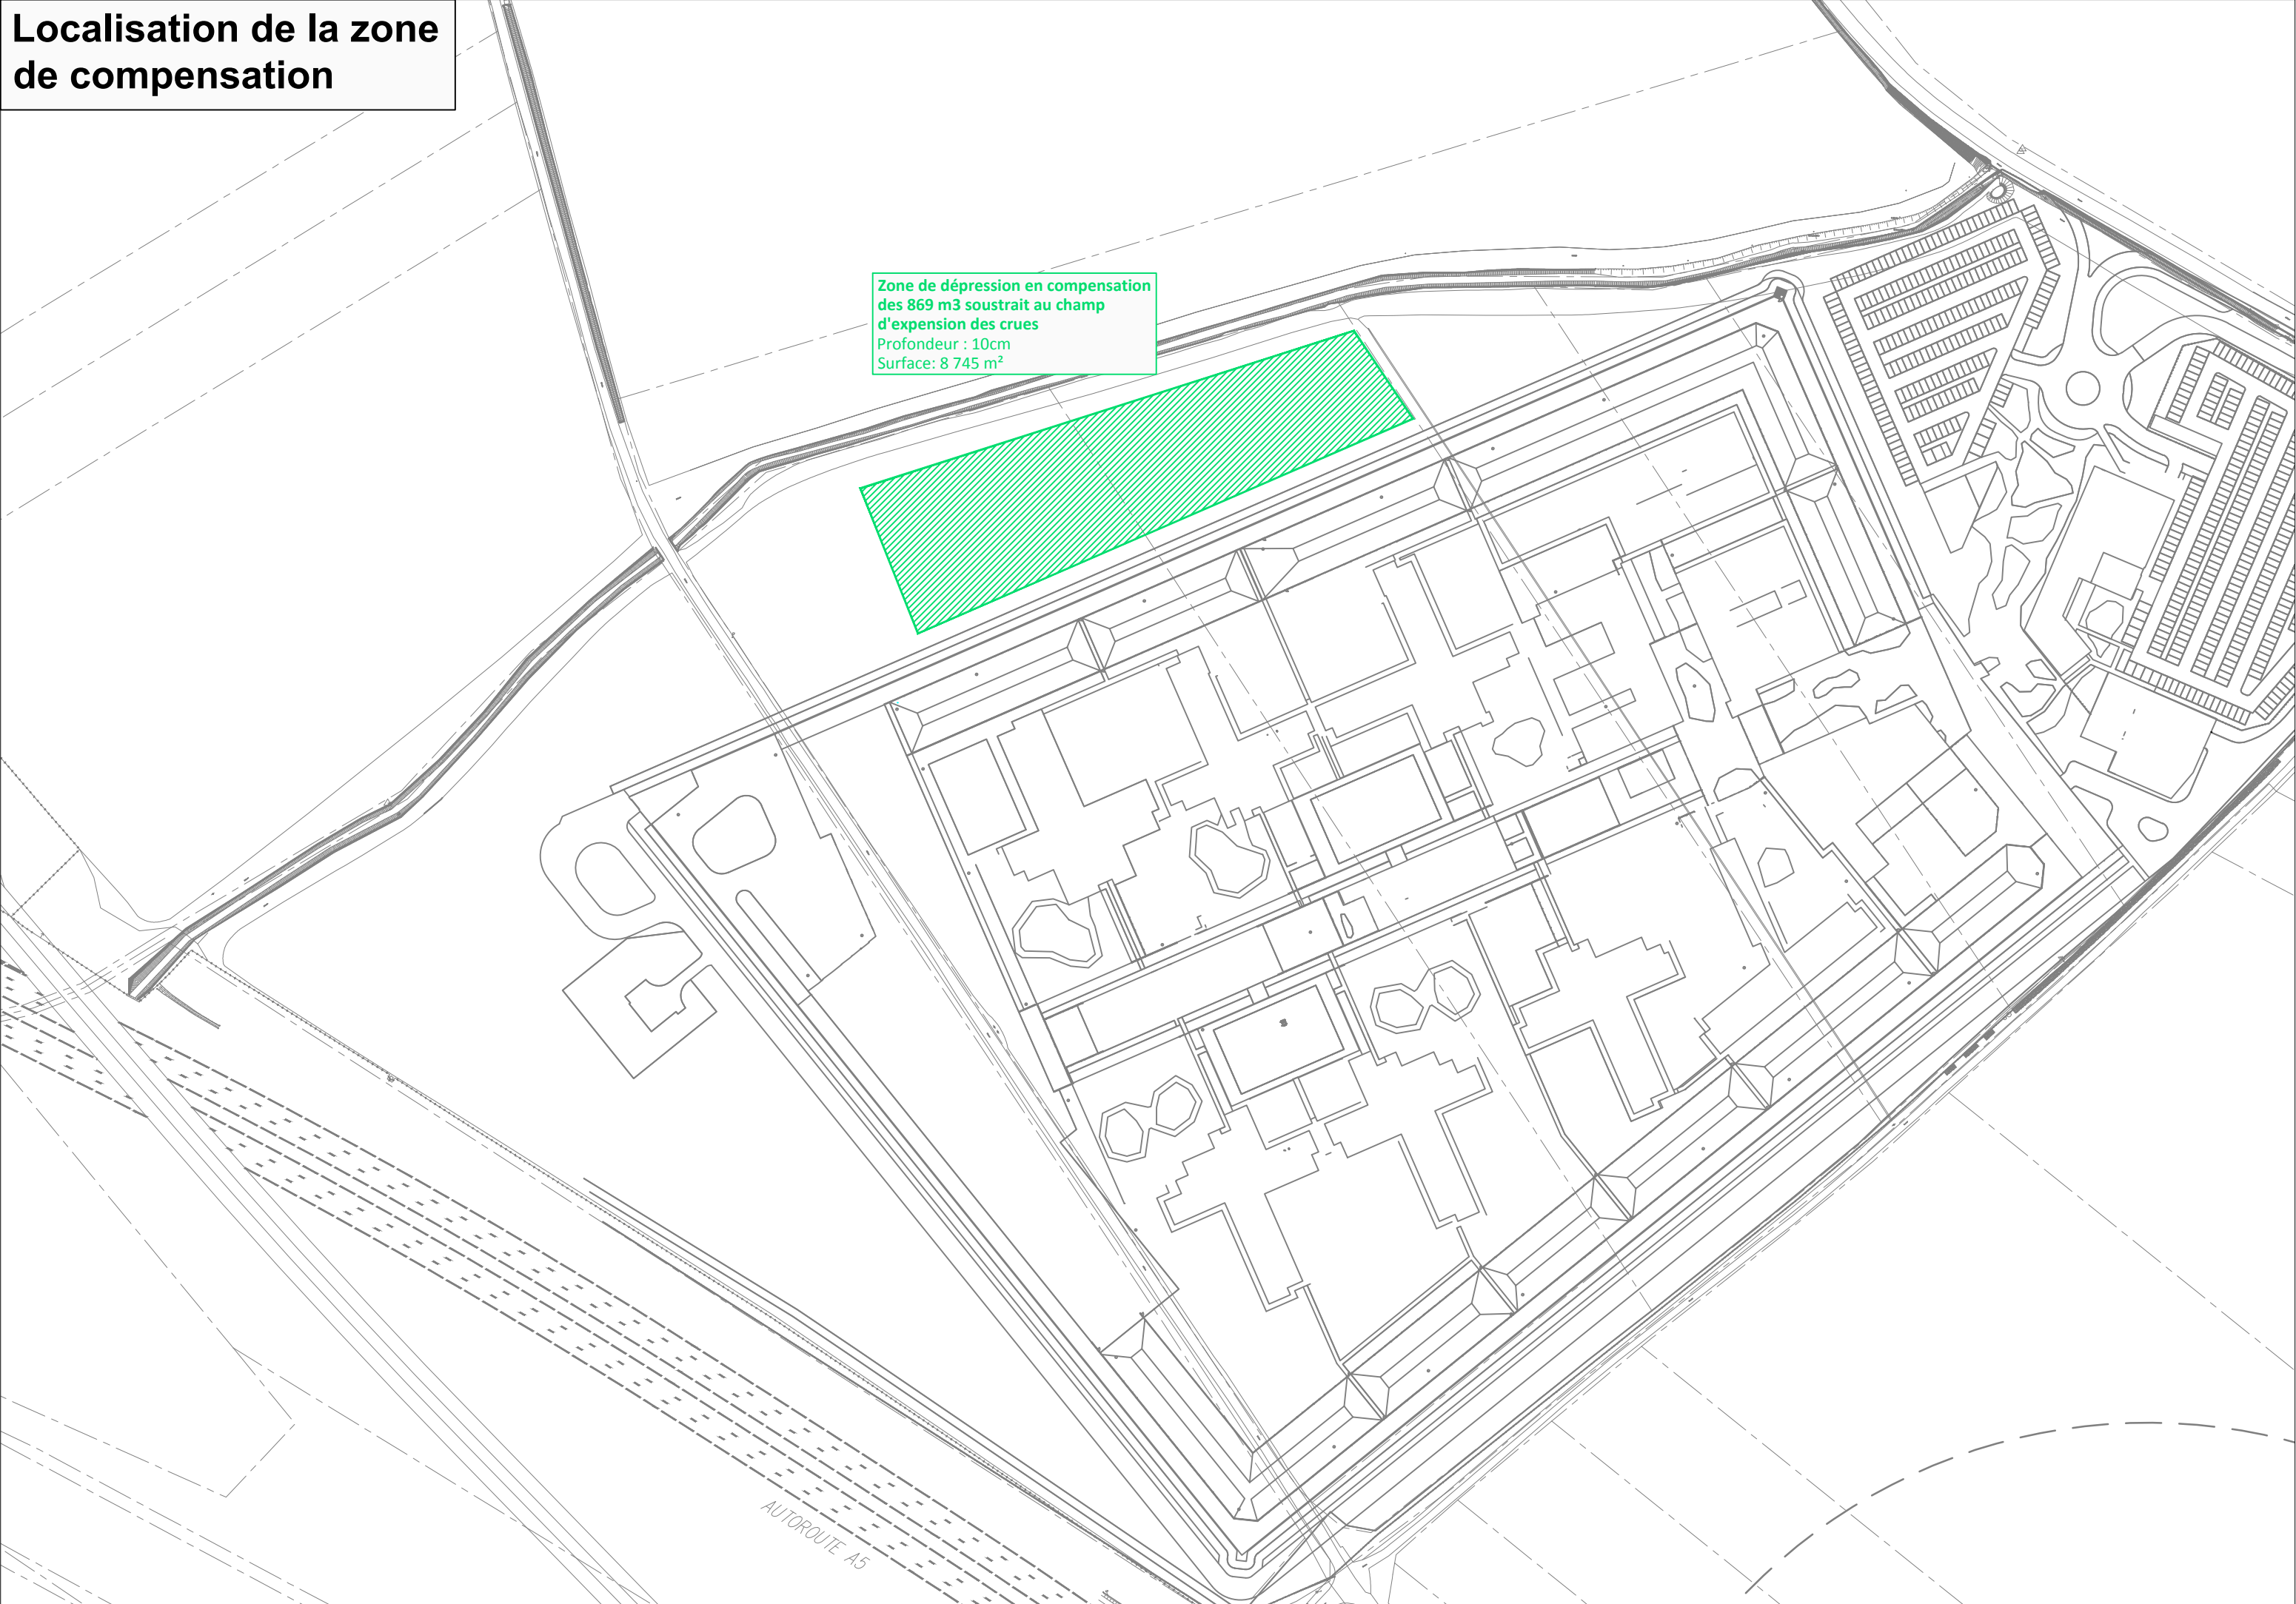 Localisation de la zone
de compensation
Zone de dépression en compensation
des 869 m3 soustrait au champ
d'expension des crues
Profondeur : 10cm
Surface: 8 745 m²
AUTOROUTE A5